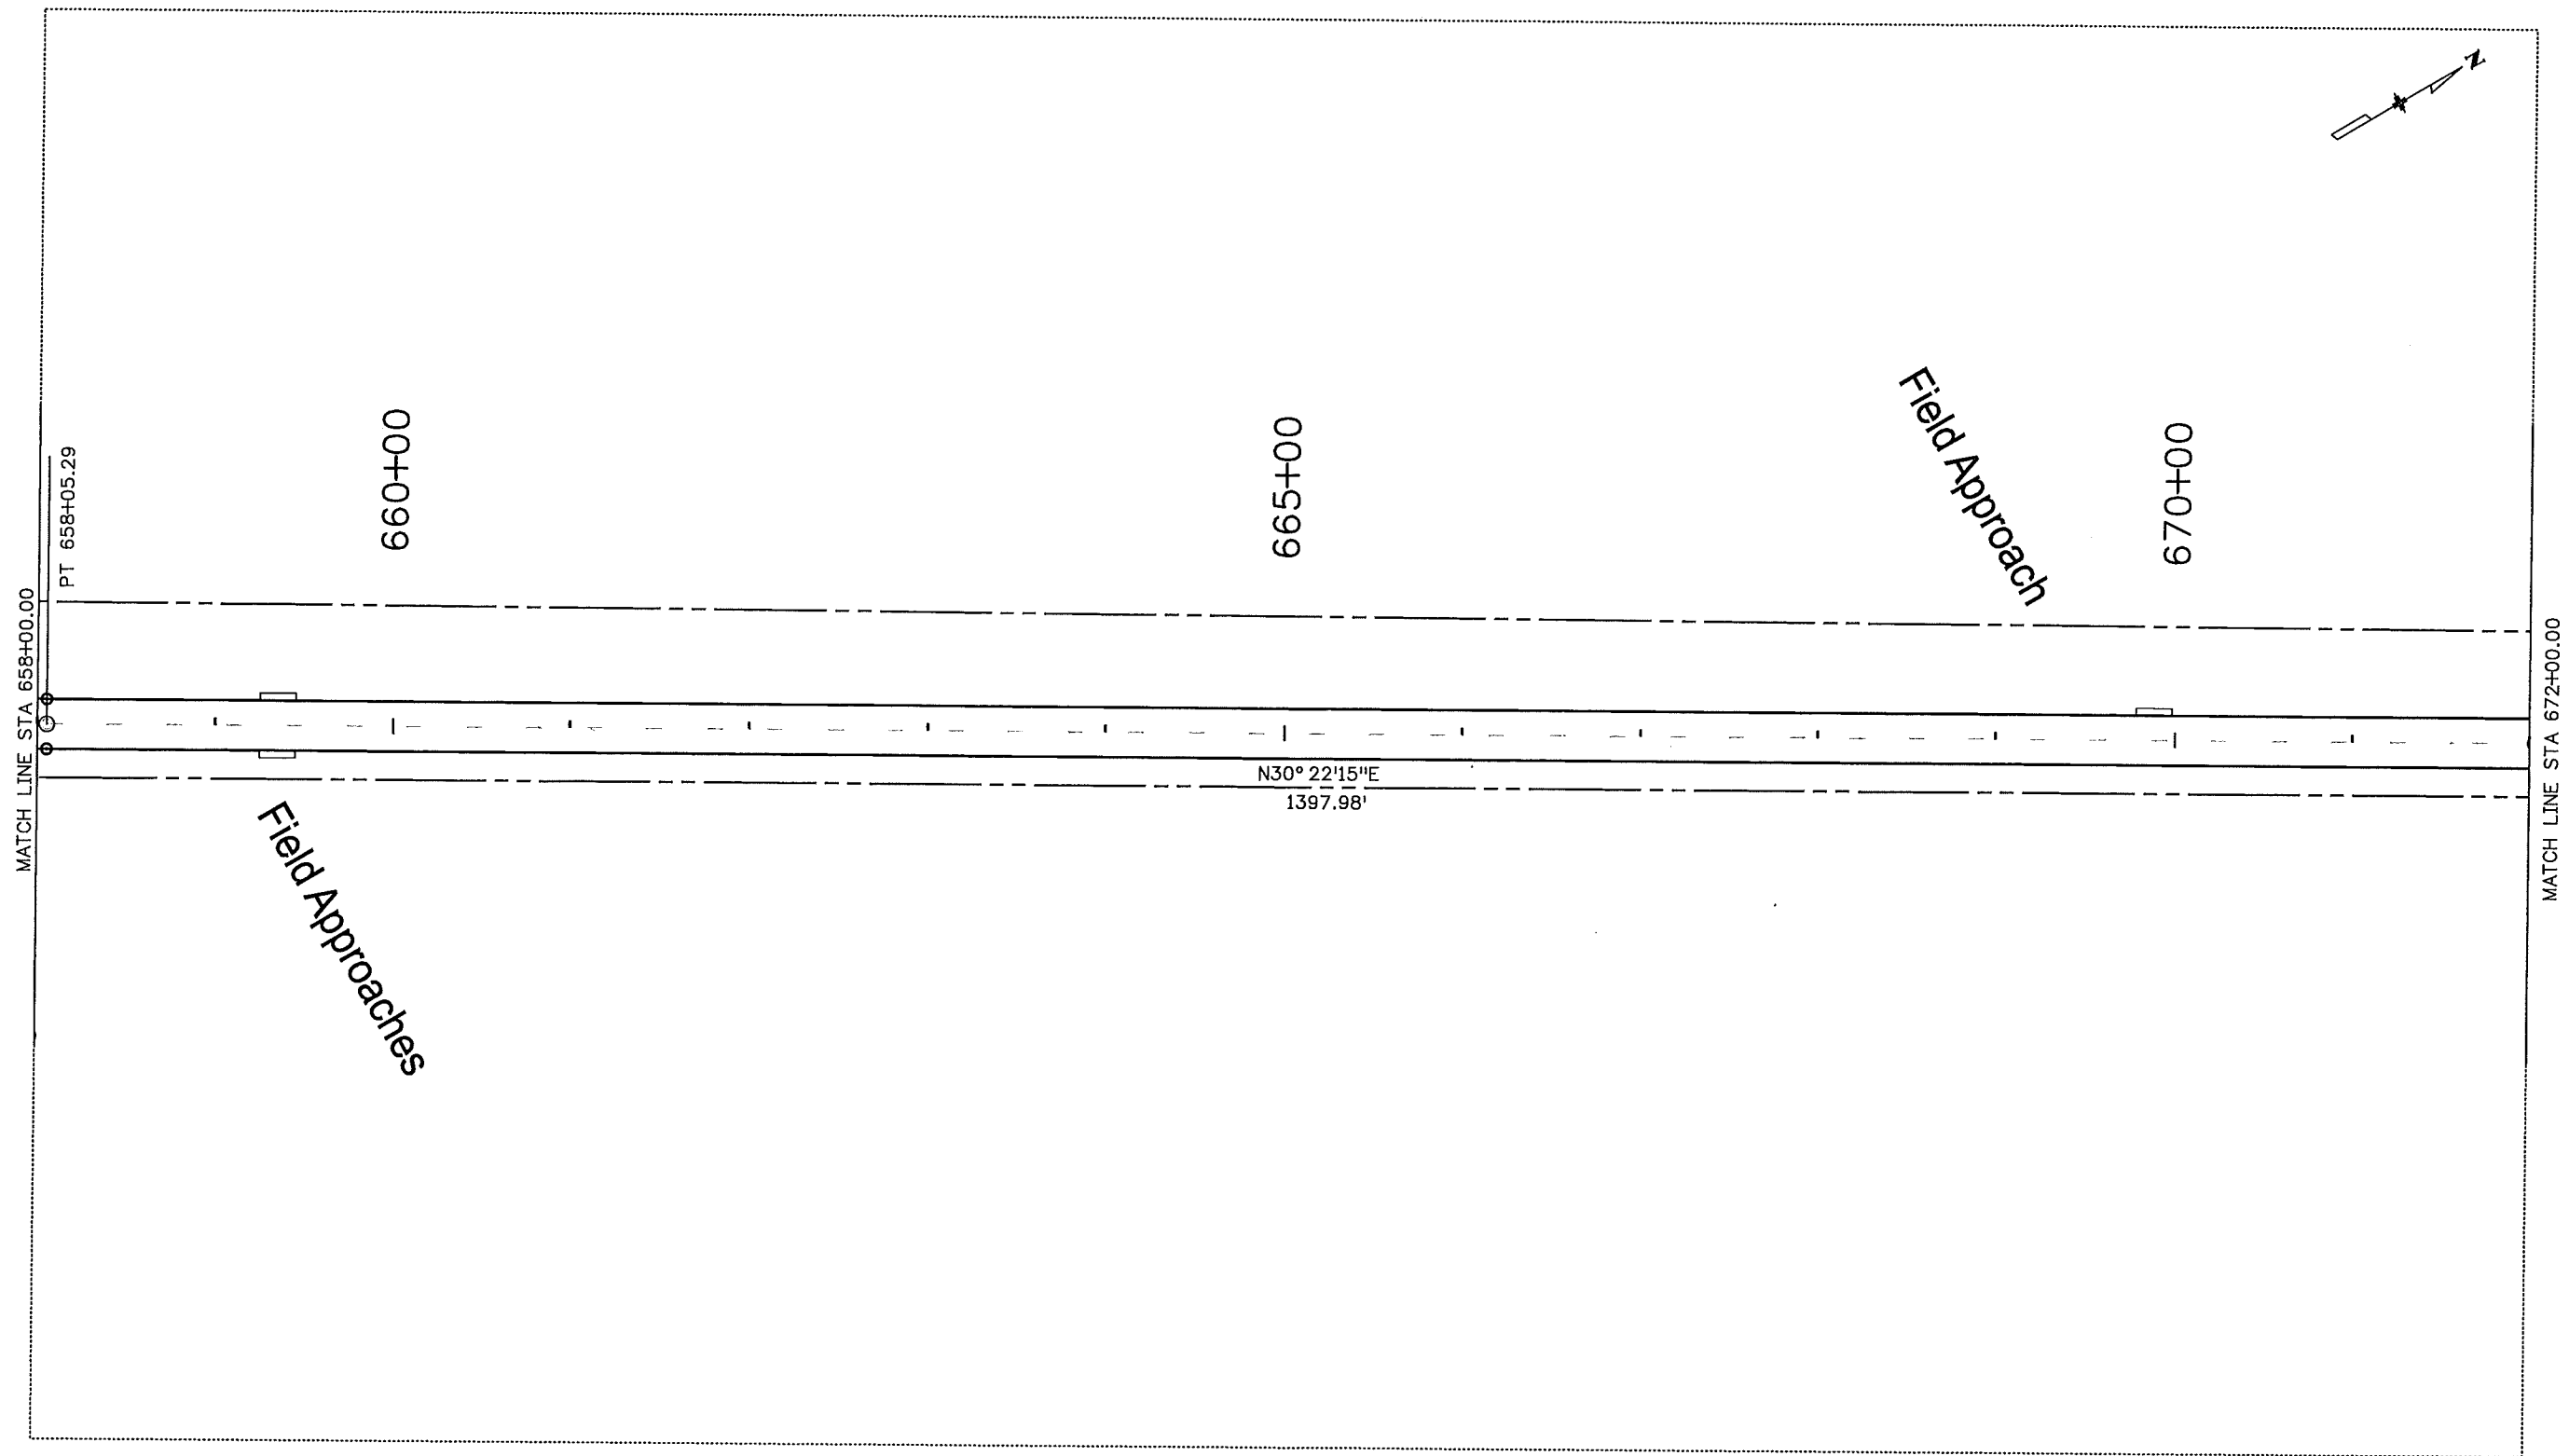 N
PT 658+05.29
660+00
665+00
Field Approach
670+00
MATCH LINE STA 658+00.00
MATCH LINE STA 672+00.00
N30° 22'15"E
1397.98'
Field Approaches